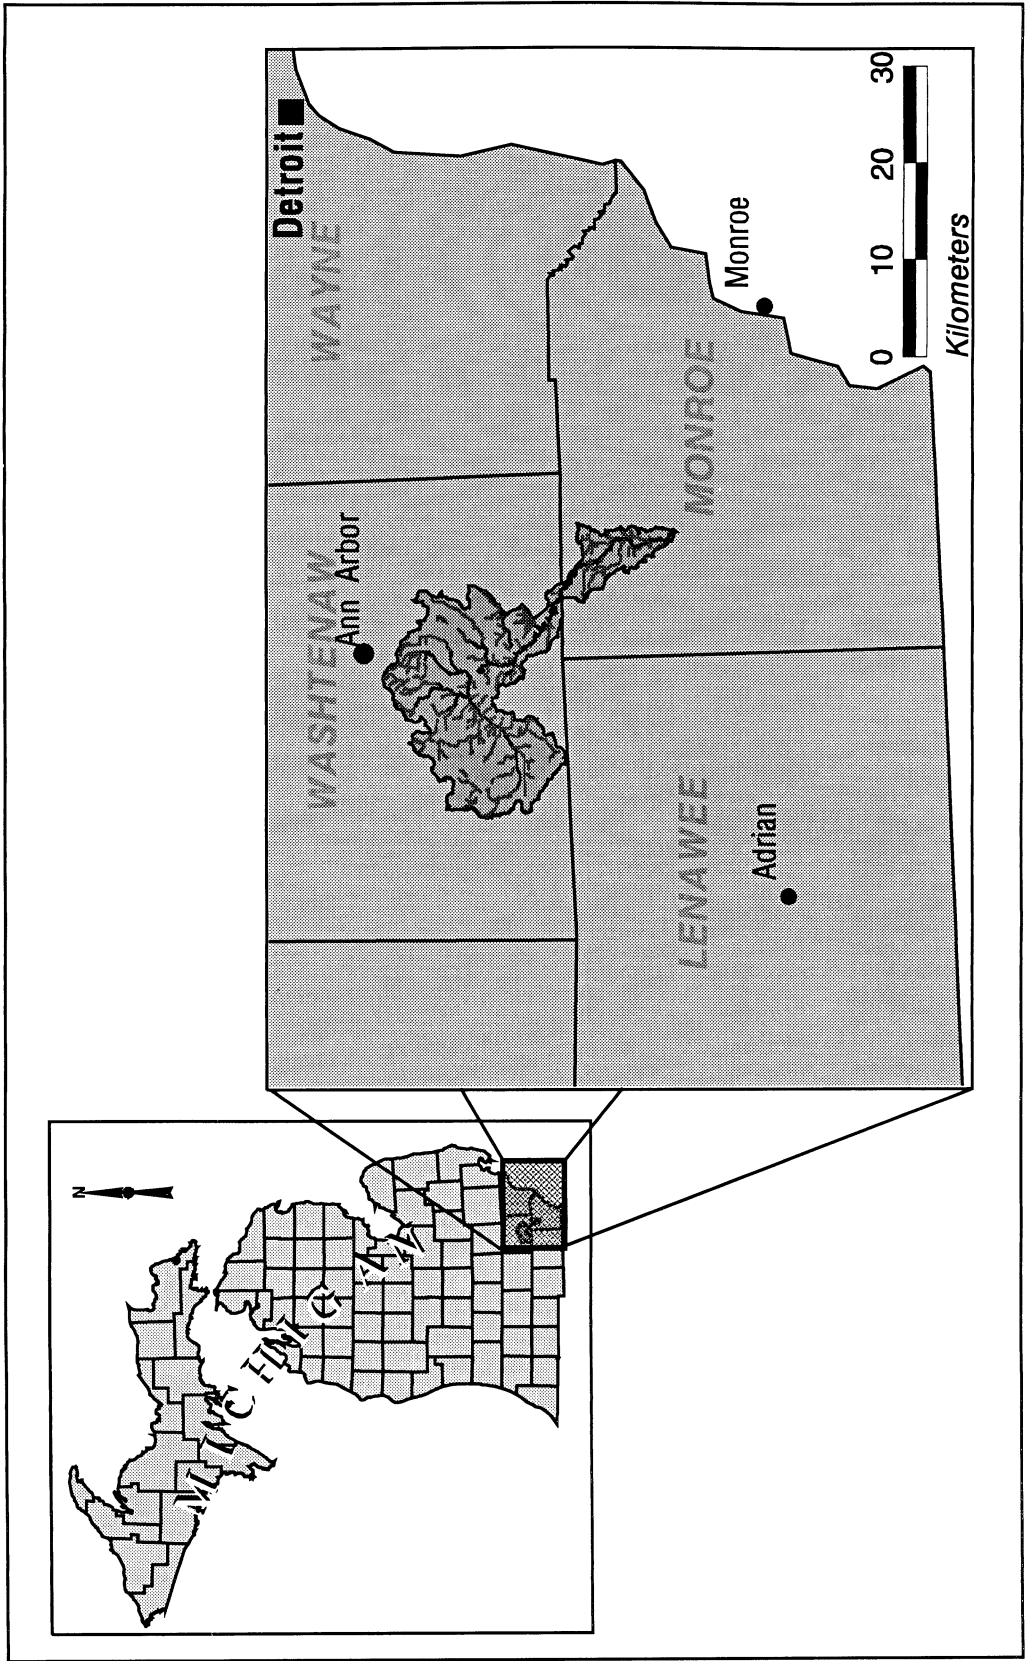 N
MICHIGAN
WASHTENAW
Ann Arbor
WAYNE
Detroit
LENAWEE
Adrian
MONROE
Monroe
0 10 20 30
Kilometers